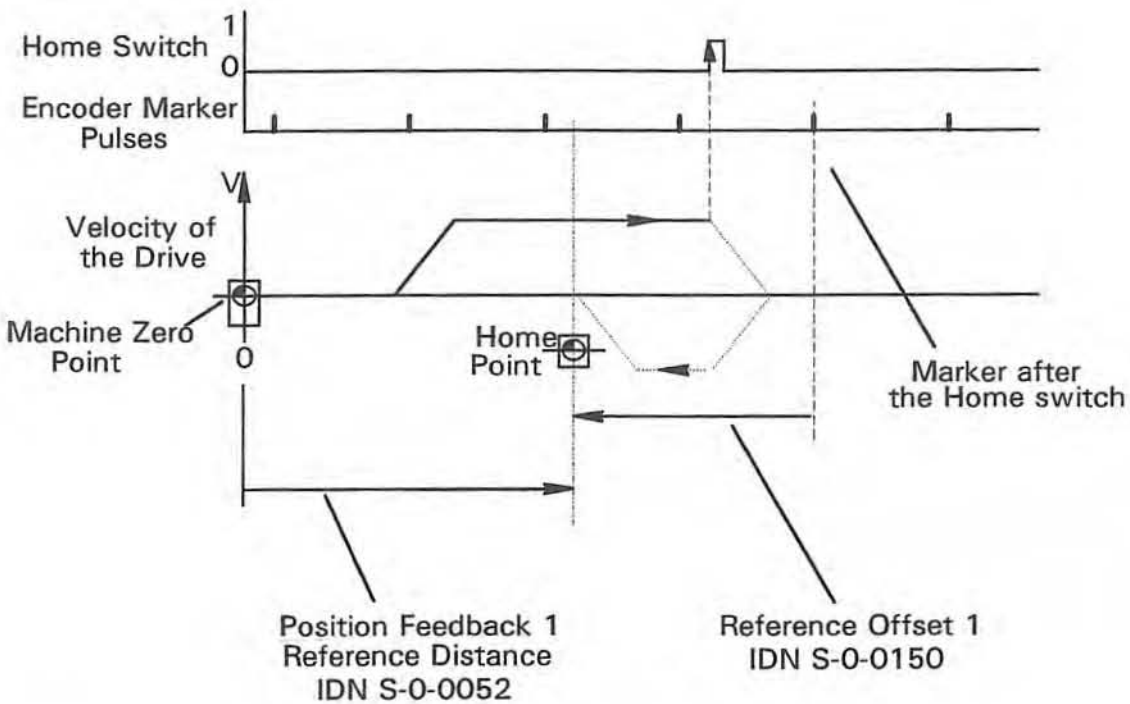 1
Home Switch
0
Encoder Marker
Pulses
V
Velocity of
the Drive
Machine Zero
Point
0
Home
Point
Marker after
the Home switch
Position Feedback 1
Reference Distance
IDN S-0-0052
Reference Offset 1
IDN S-0-0150